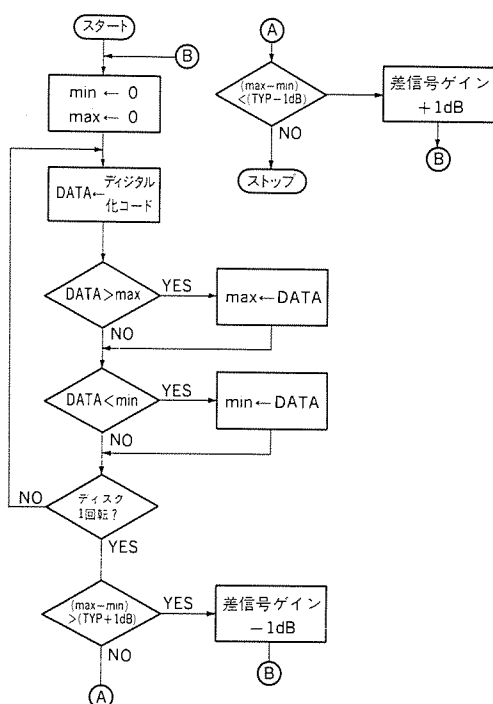 スタート
B
min ← 0
max ← 0
DATA← ディジタル
化コード
DATA>max
YES
max←DATA
NO
DATA<min
YES
min←DATA
NO
ディスク
1回転?
NO
YES
(max−min)
>(TYP+1dB)
YES
差信号ゲイン
−1dB
NO
B
A
A
(max−min)
<(TYP−1dB)
NO
差信号ゲイン
+1dB
B
ストップ